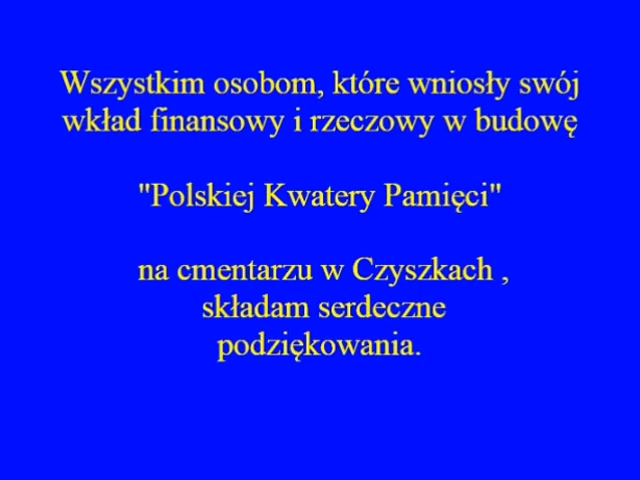 Wszystkim osobom, które wniosły swój
wkład finansowy i rzeczowy w budowę
"Polskiej Kwatery Pamięci"
na cmentarzu w Czyszkach ,
składam serdeczne
podziękowania.